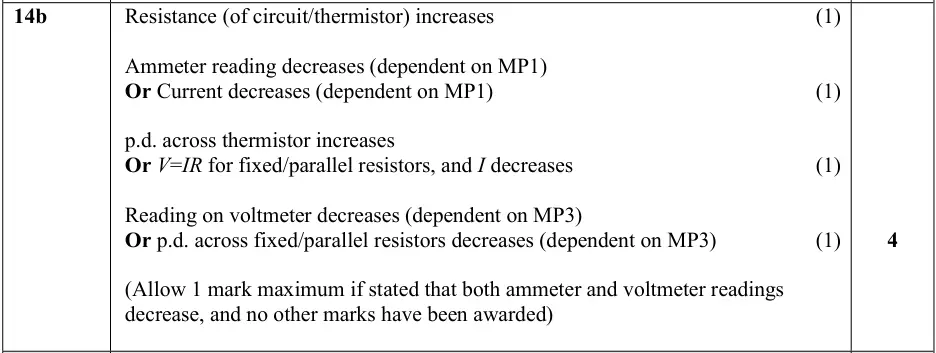 14b Resistance (of circuit/thermistor) increases (1)
Ammeter reading decreases (dependent on MP1)
Or Current decreases (dependent on MP1) (1)
p.d. across thermistor increases
Or V=IR for fixed/parallel resistors, and I decreases (1)
Reading on voltmeter decreases (dependent on MP3)
Or p.d. across fixed/parallel resistors decreases (dependent on MP3) (1) 4
(Allow 1 mark maximum if stated that both ammeter and voltmeter readings
decrease, and no other marks have been awarded)